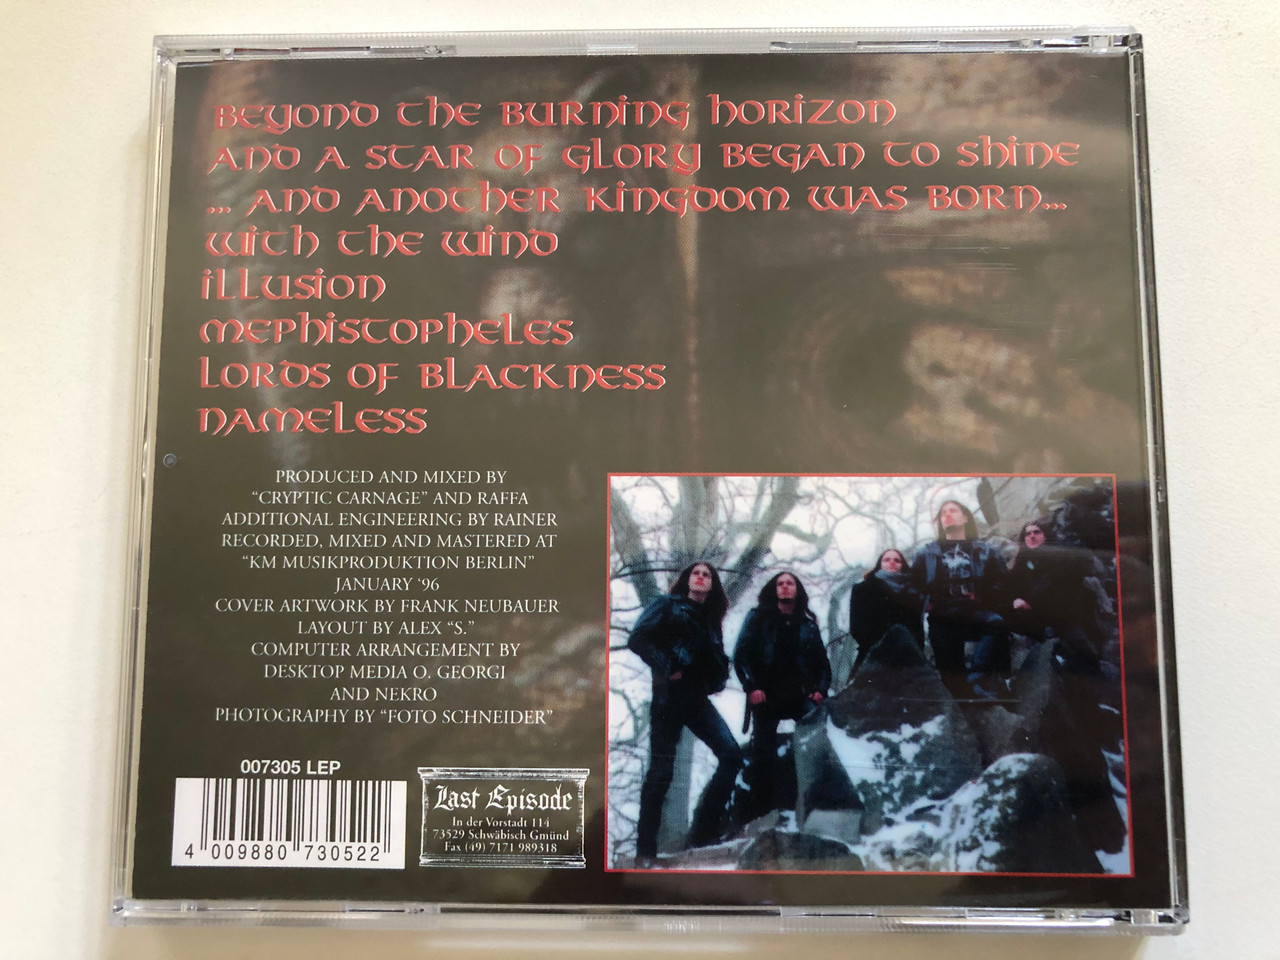 Beyond the Burning Horizon
And a Star of Glory Began to Shine
... And Another Kingdom Was Born...
With the Wind
Illusion
Mephistopheles
Lords of Blackness
Nameless
PRODUCED AND MIXED BY
“CRYPTIC CARNAGE” AND RAFFA
ADDITIONAL ENGINEERING BY RAINER
RECORDED, MIXED AND MASTERED AT
“KM MUSIKPRODUKTION BERLIN”
JANUARY ‘96
COVER ARTWORK BY FRANK NEUBAUER
LAYOUT BY ALEX “S.”
COMPUTER ARRANGEMENT BY
DESKTOP MEDIA O. GEORGI
AND NEKRO
PHOTOGRAPHY BY “FOTO SCHNEIDER”
007305 LEP
4 009880 730522
Last Episode
In der Vorstadt 114
73529 Schwäbisch Gmünd
Fax (49) 7171 989318